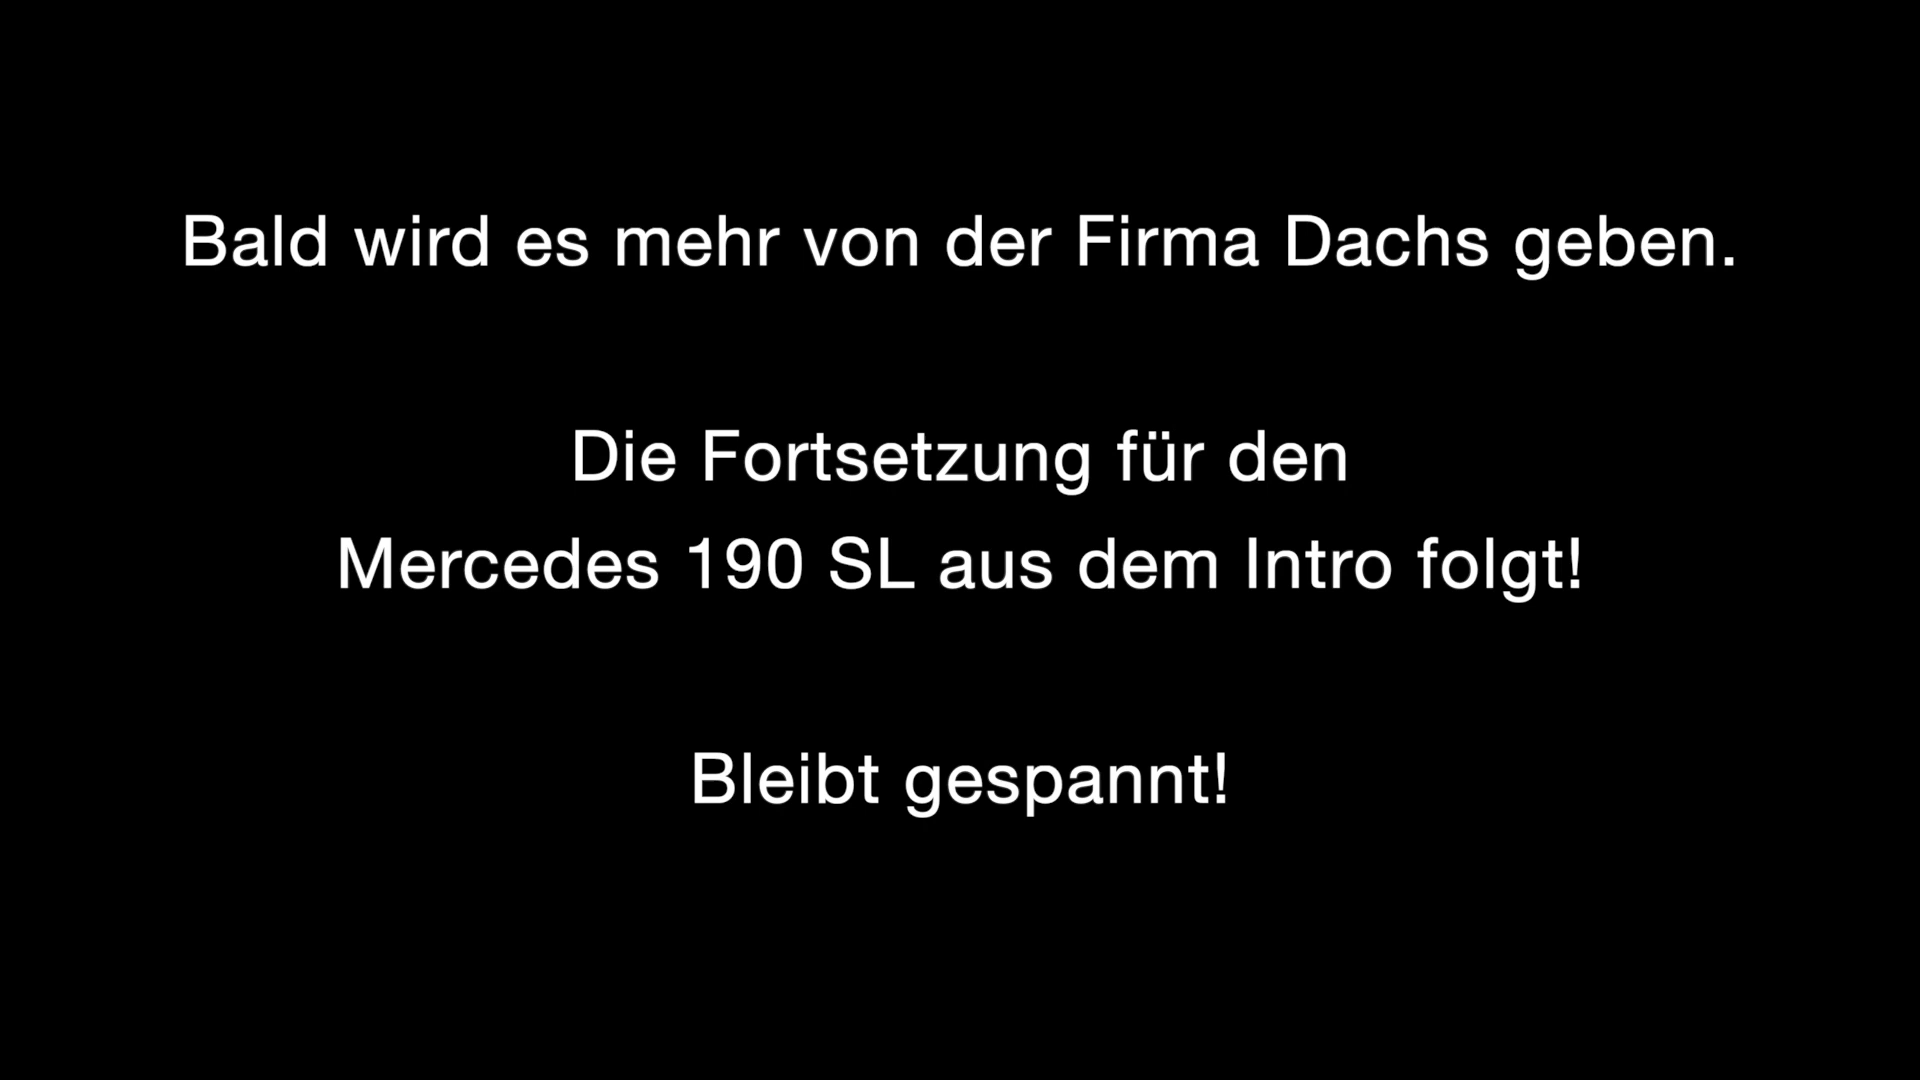 Bald wird es mehr von der Firma Dachs geben.
Die Fortsetzung für den
Mercedes 190 SL aus dem Intro folgt!
Bleibt gespannt!